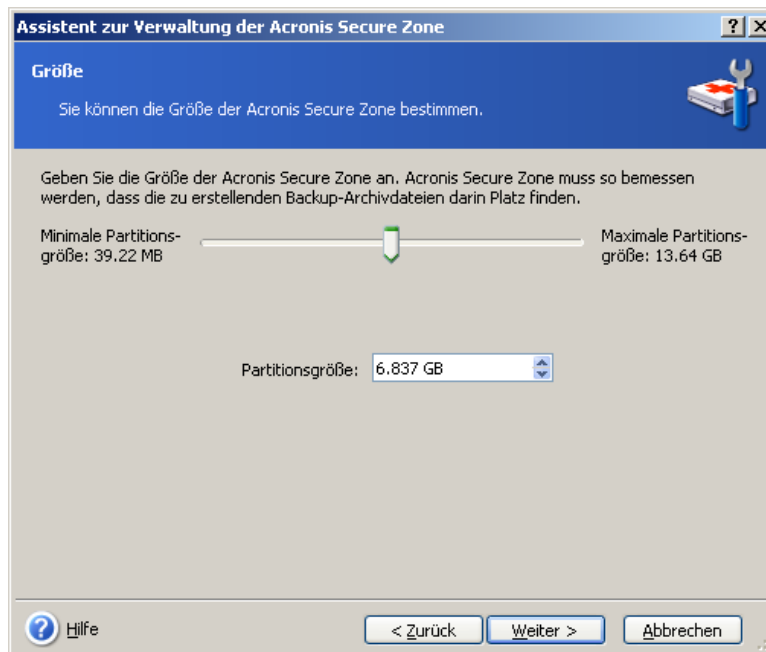 Assistent zur Verwaltung der Acronis Secure Zone
Größe
Sie können die Größe der Acronis Secure Zone bestimmen.
Geben Sie die Größe der Acronis Secure Zone an. Acronis Secure Zone muss so bemessen
werden, dass die zu erstellenden Backup-Archivdateien darin Platz finden.
Minimale Partitions-
größe: 39.22 MB
Maximale Partitions-
größe: 13.64 GB
Partitionsgröße: 6.837 GB
Hilfe
< Zurück
Weiter >
Abbrechen